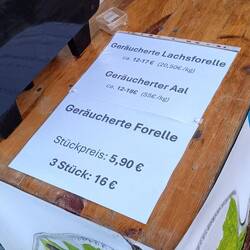 Geräucherte Lachsforelle
ca. 12-17€ (20,50€/kg)
Geräucherter Aal
ca. 12-18€ (55€/kg)
Geräucherte Forelle
Stückpreis: 5,90 €
3 Stück: 16 €